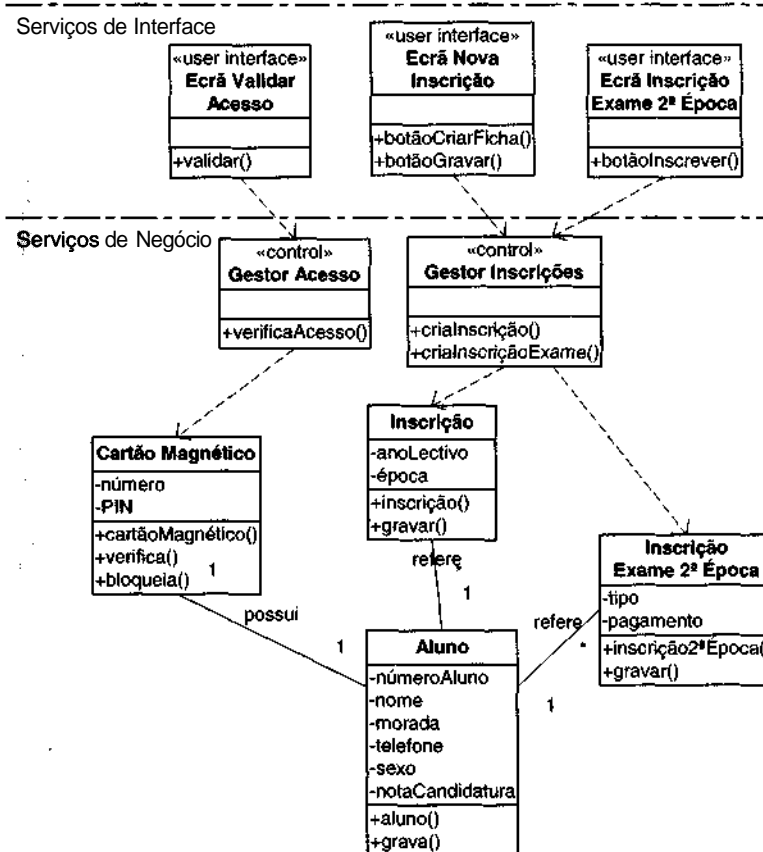 Serviços de Interface
«user interface»
Ecrã Validar
Acesso
+validar()
«user interface»
Ecrã Nova
Inscrição
+botãoCriarFicha()
+botãoGravar()
«user interface»
Ecrã Inscrição
Exame 2ª Época
+botãoInscrever()
Serviços de Negócio
«control»
Gestor Acesso
+verificaAcesso()
«control»
Gestor Inscrições
+criaInscrição()
+criaInscriçãoExame()
Cartão Magnético
-número
-PIN
+cartãoMagnético()
+verifica()
+bloqueia()
1
Inscrição
-anoLectivo
-época
+inscrição()
+gravar()
refere
1
Inscrição
Exame 2ª Época
-tipo
-pagamento
+inscrição2ªÉpoca(
+gravar()
possui
1
refere
*
1
Aluno
-númeroAluno
-nome
-morada
-telefone
-sexo
-notaCandidatura
+aluno()
+grava()